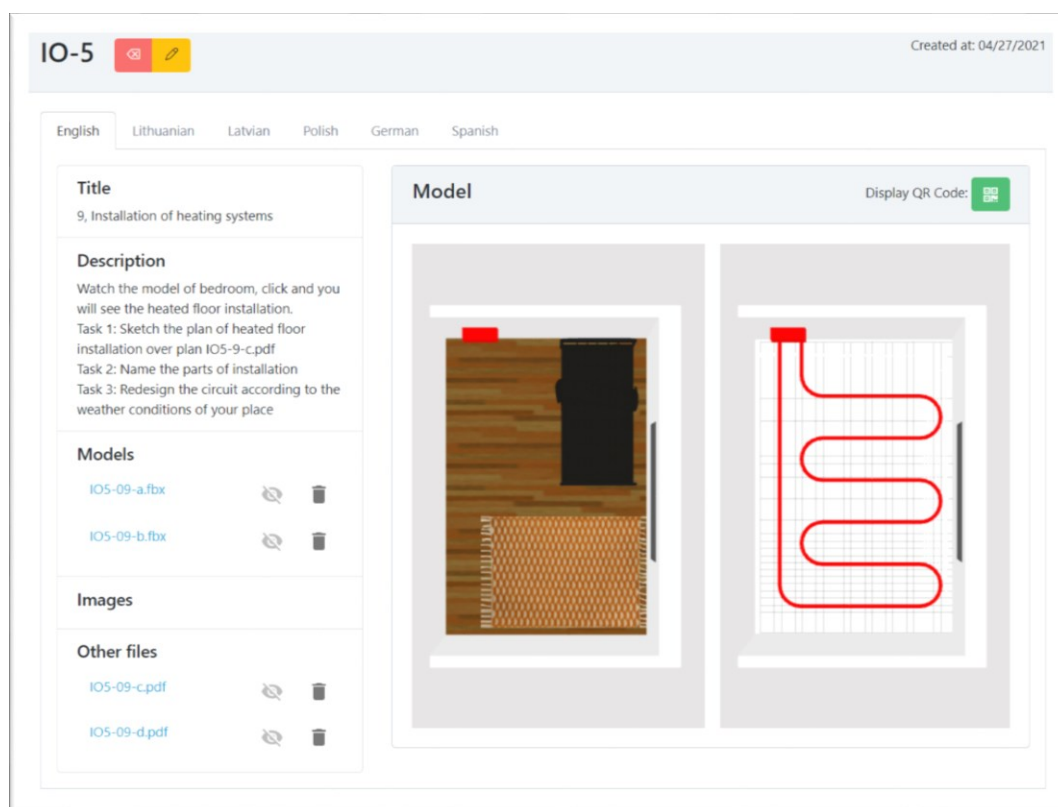 IO-5
Created at: 04/27/2021
English
Lithuanian
Latvian
Polish
German
Spanish
Title
9, Installation of heating systems
Description
Watch the model of bedroom, click and you
will see the heated floor installation.
Task 1: Sketch the plan of heated floor
installation over plan IO5-9-c.pdf
Task 2: Name the parts of installation
Task 3: Redesign the circuit according to the
weather conditions of your place
Models
IO5-09-a.fbx
IO5-09-b.fbx
Images
Other files
IO5-09-c.pdf
IO5-09-d.pdf
Model
Display QR Code: